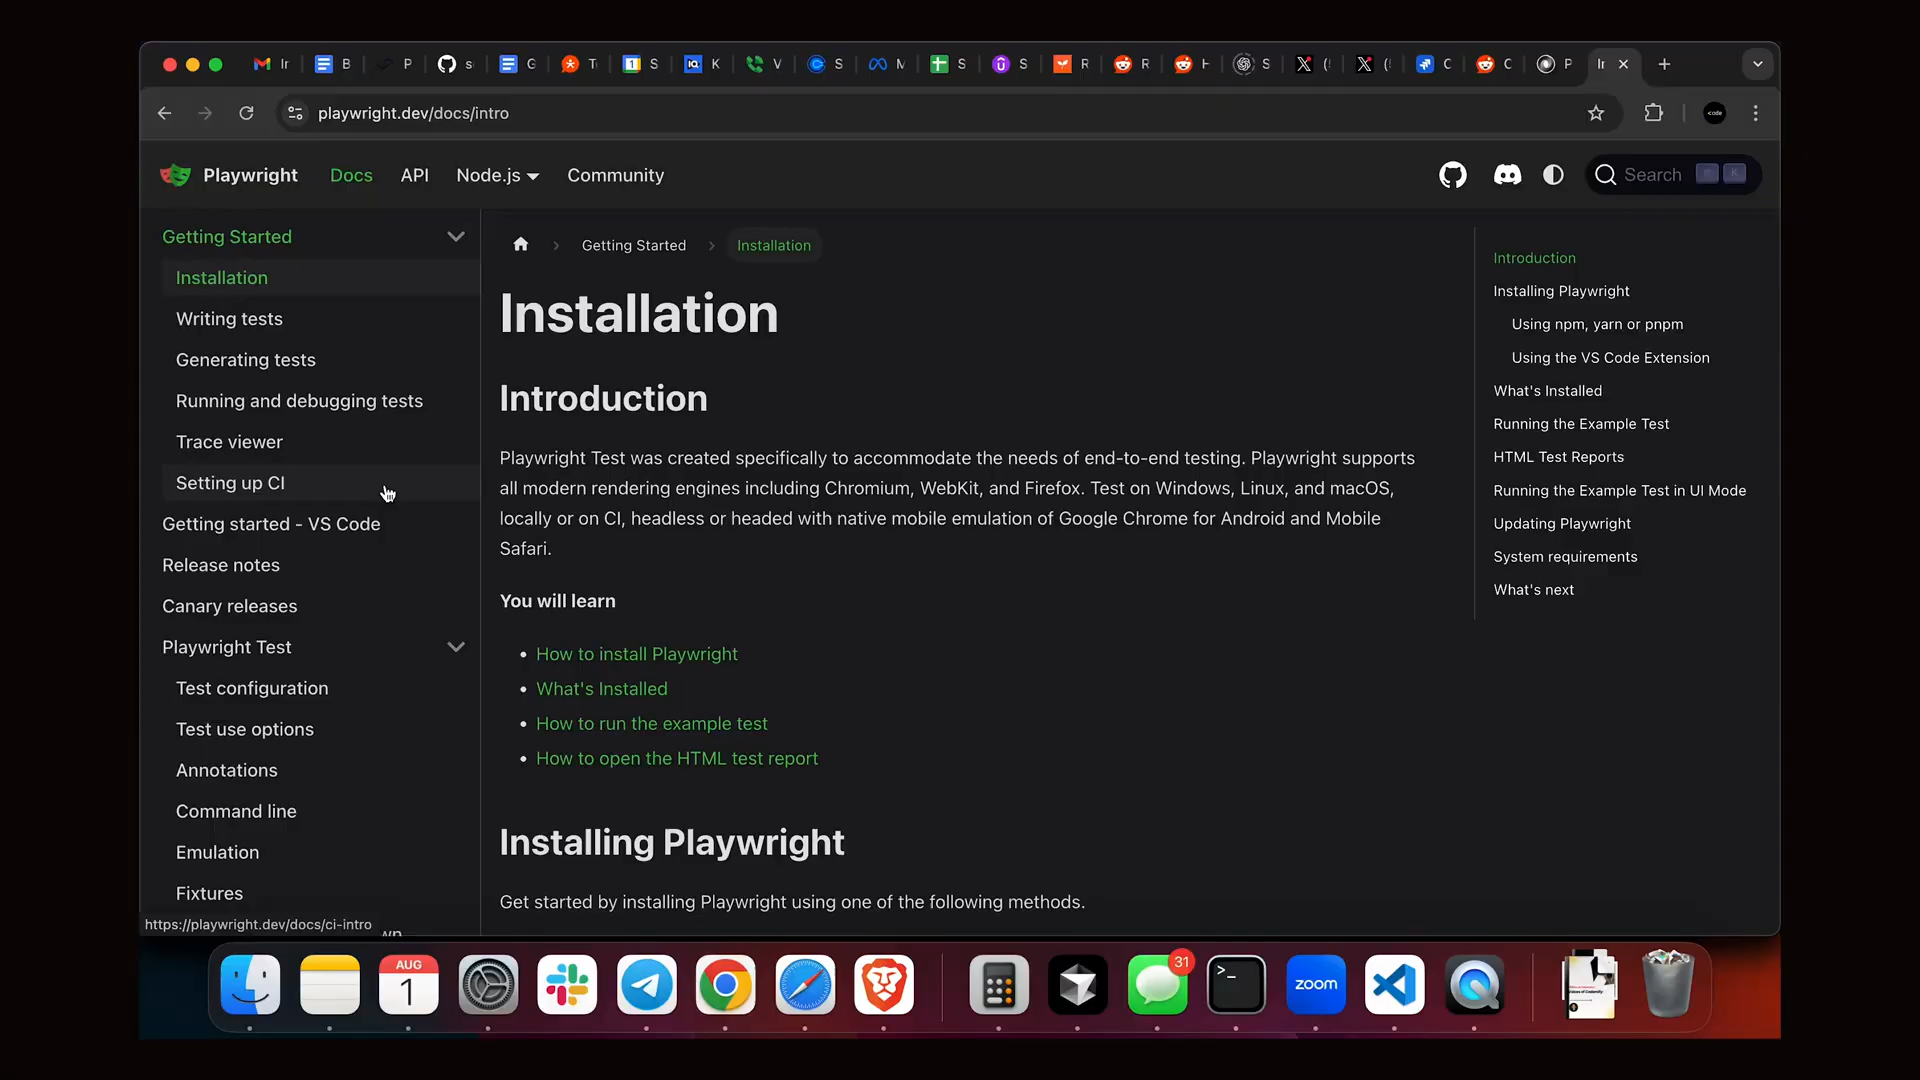 Ir
B
P
s
G
T
S
K
V
S
M
S
S
R
R
H
S
(
(
C
C
P
Ir
playwright.dev/docs/intro
<code>
Playwright
Docs
API
Node.js
Community
Search
K
Getting Started
Installation
Writing tests
Generating tests
Running and debugging tests
Trace viewer
Setting up CI
Getting started - VS Code
Release notes
Canary releases
Playwright Test
Test configuration
Test use options
Annotations
Command line
Emulation
Fixtures
https://playwright.dev/docs/ci-intro
Getting Started
Installation
Installation
Introduction
Playwright Test was created specifically to accommodate the needs of end-to-end testing. Playwright supports
all modern rendering engines including Chromium, WebKit, and Firefox. Test on Windows, Linux, and macOS,
locally or on CI, headless or headed with native mobile emulation of Google Chrome for Android and Mobile
Safari.
You will learn
• How to install Playwright
• What's Installed
• How to run the example test
• How to open the HTML test report
Installing Playwright
Get started by installing Playwright using one of the following methods.
Introduction
Installing Playwright
Using npm, yarn or pnpm
Using the VS Code Extension
What's Installed
Running the Example Test
HTML Test Reports
Running the Example Test in UI Mode
Updating Playwright
System requirements
What's next
AUG
1
31
>_
zoom